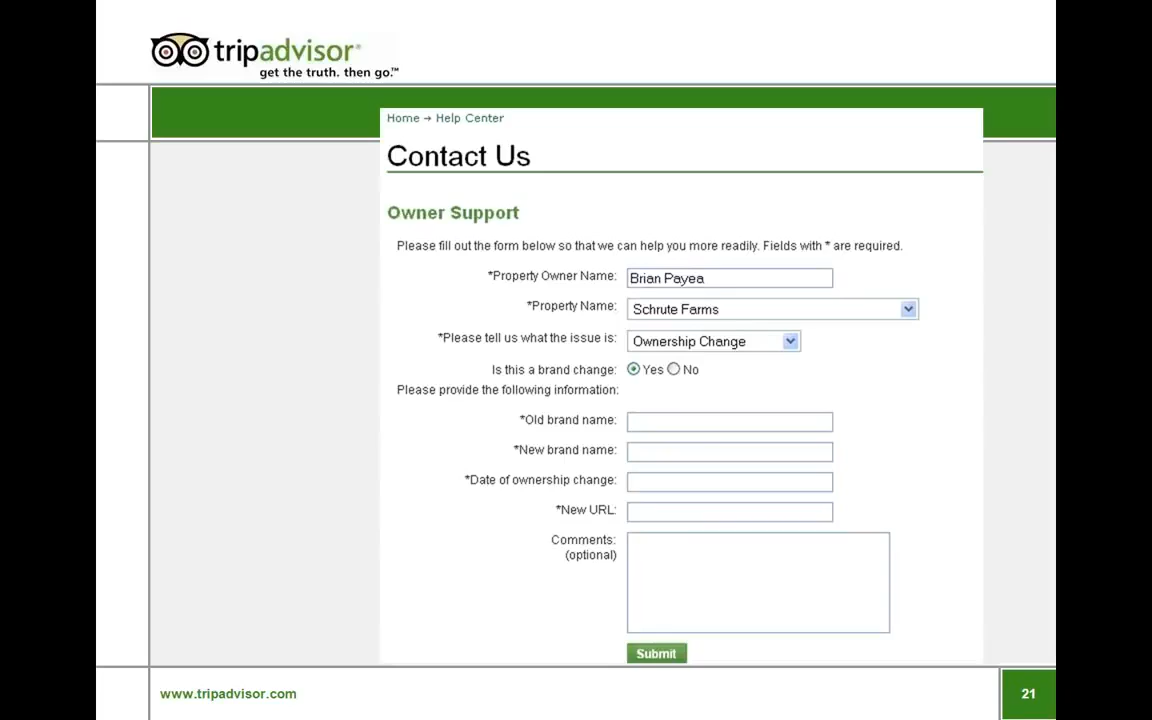 tripadvisor®
get the truth. then go.™
Home → Help Center
Contact Us
Owner Support
Please fill out the form below so that we can help you more readily. Fields with * are required.
*Property Owner Name: Brian Payea
*Property Name: Schrute Farms
*Please tell us what the issue is: Ownership Change
Is this a brand change: Yes No
Please provide the following information:
*Old brand name:
*New brand name:
*Date of ownership change:
*New URL:
Comments:
(optional)
Submit
www.tripadvisor.com 21